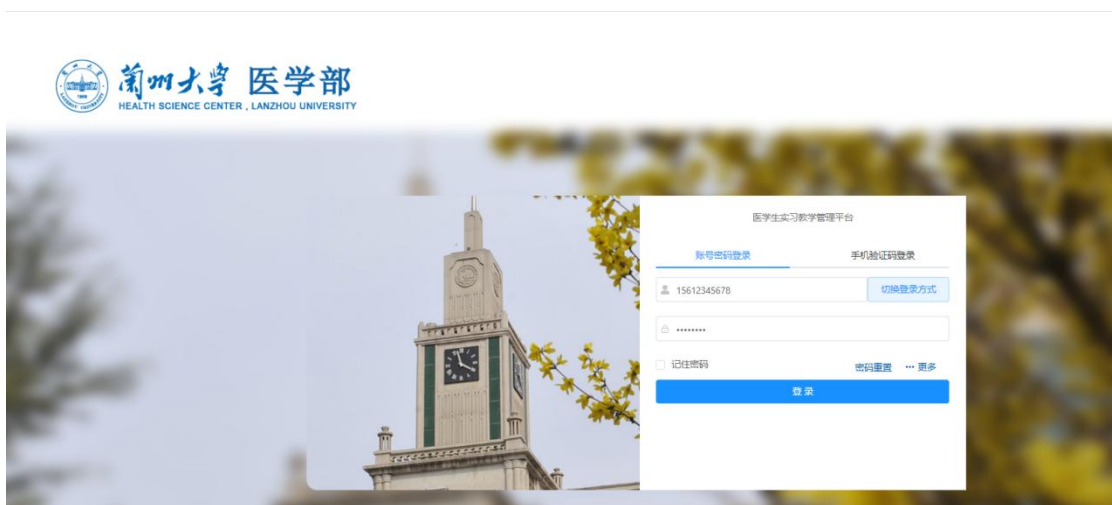 兰州大学 医学部
HEALTH SCIENCE CENTER , LANZHOU UNIVERSITY
医学生实习教学管理平台
账号密码登录 手机验证码登录
15612345678 切换登录方式
••••••••
记住密码 密码重置 ••• 更多
登 录